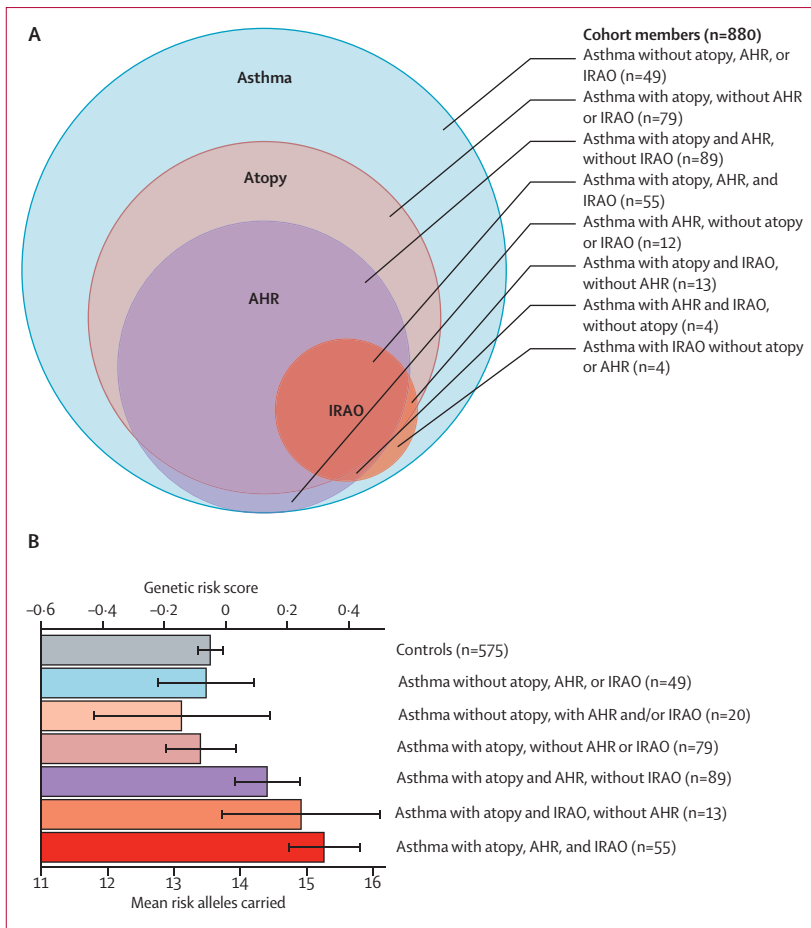 A
Asthma
Atopy
AHR
IRAO
Cohort members (n=880)
Asthma without atopy, AHR, or
IRAO (n=49)
Asthma with atopy, without AHR
or IRAO (n=79)
Asthma with atopy and AHR,
without IRAO (n=89)
Asthma with atopy, AHR, and
IRAO (n=55)
Asthma with AHR, without atopy
or IRAO (n=12)
Asthma with atopy and IRAO,
without AHR (n=13)
Asthma with AHR and IRAO,
without atopy (n=4)
Asthma with IRAO without atopy
or AHR (n=4)
B
Genetic risk score
–0·6 –0·4 –0·2 0 0·2 0·4
Controls (n=575)
Asthma without atopy, AHR, or IRAO (n=49)
Asthma without atopy, with AHR and/or IRAO (n=20)
Asthma with atopy, without AHR or IRAO (n=79)
Asthma with atopy and AHR, without IRAO (n=89)
Asthma with atopy and IRAO, without AHR (n=13)
Asthma with atopy, AHR, and IRAO (n=55)
11 12 13 14 15 16
Mean risk alleles carried